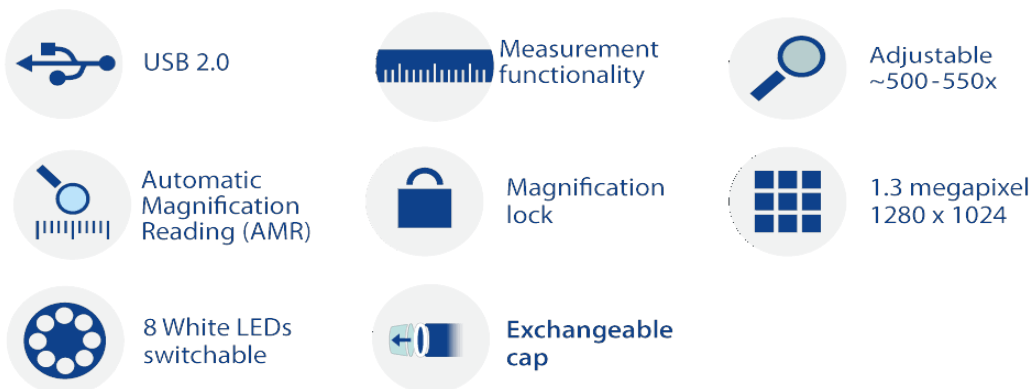 USB 2.0
Measurement
functionality
Adjustable
~500-550x
Automatic
Magnification
Reading (AMR)
Magnification
lock
1.3 megapixel
1280 x 1024
8 White LEDs
switchable
Exchangeable
cap